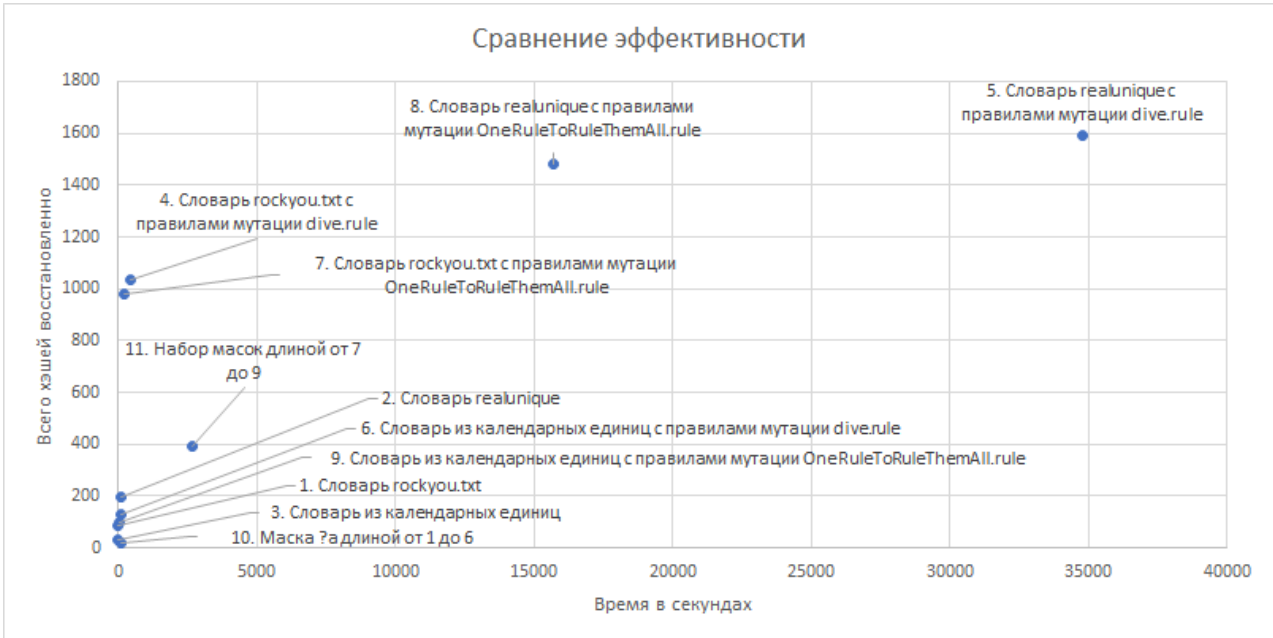 Сравнение эффективности
Всего хэшей восстановленно
1800
1600
1400
1200
1000
800
600
400
200
0
8. Словарь realunique с правилами
мутации OneRuleToRuleThemAll.rule
5. Словарь realunique с
правилами мутации dive.rule
4. Словарь rockyou.txt с
правилами мутации dive.rule
7. Словарь rockyou.txt с правилами мутации
OneRuleToRuleThemAll.rule
11. Набор масок длиной от 7
до 9
2. Словарь realunique
6. Словарь из календарных единиц с правилами мутации dive.rule
9. Словарь из календарных единиц с правилами мутации OneRuleToRuleThemAll.rule
1. Словарь rockyou.txt
3. Словарь из календарных единиц
10. Маска ?a длиной от 1 до 6
0 5000 10000 15000 20000 25000 30000 35000 40000
Время в секундах